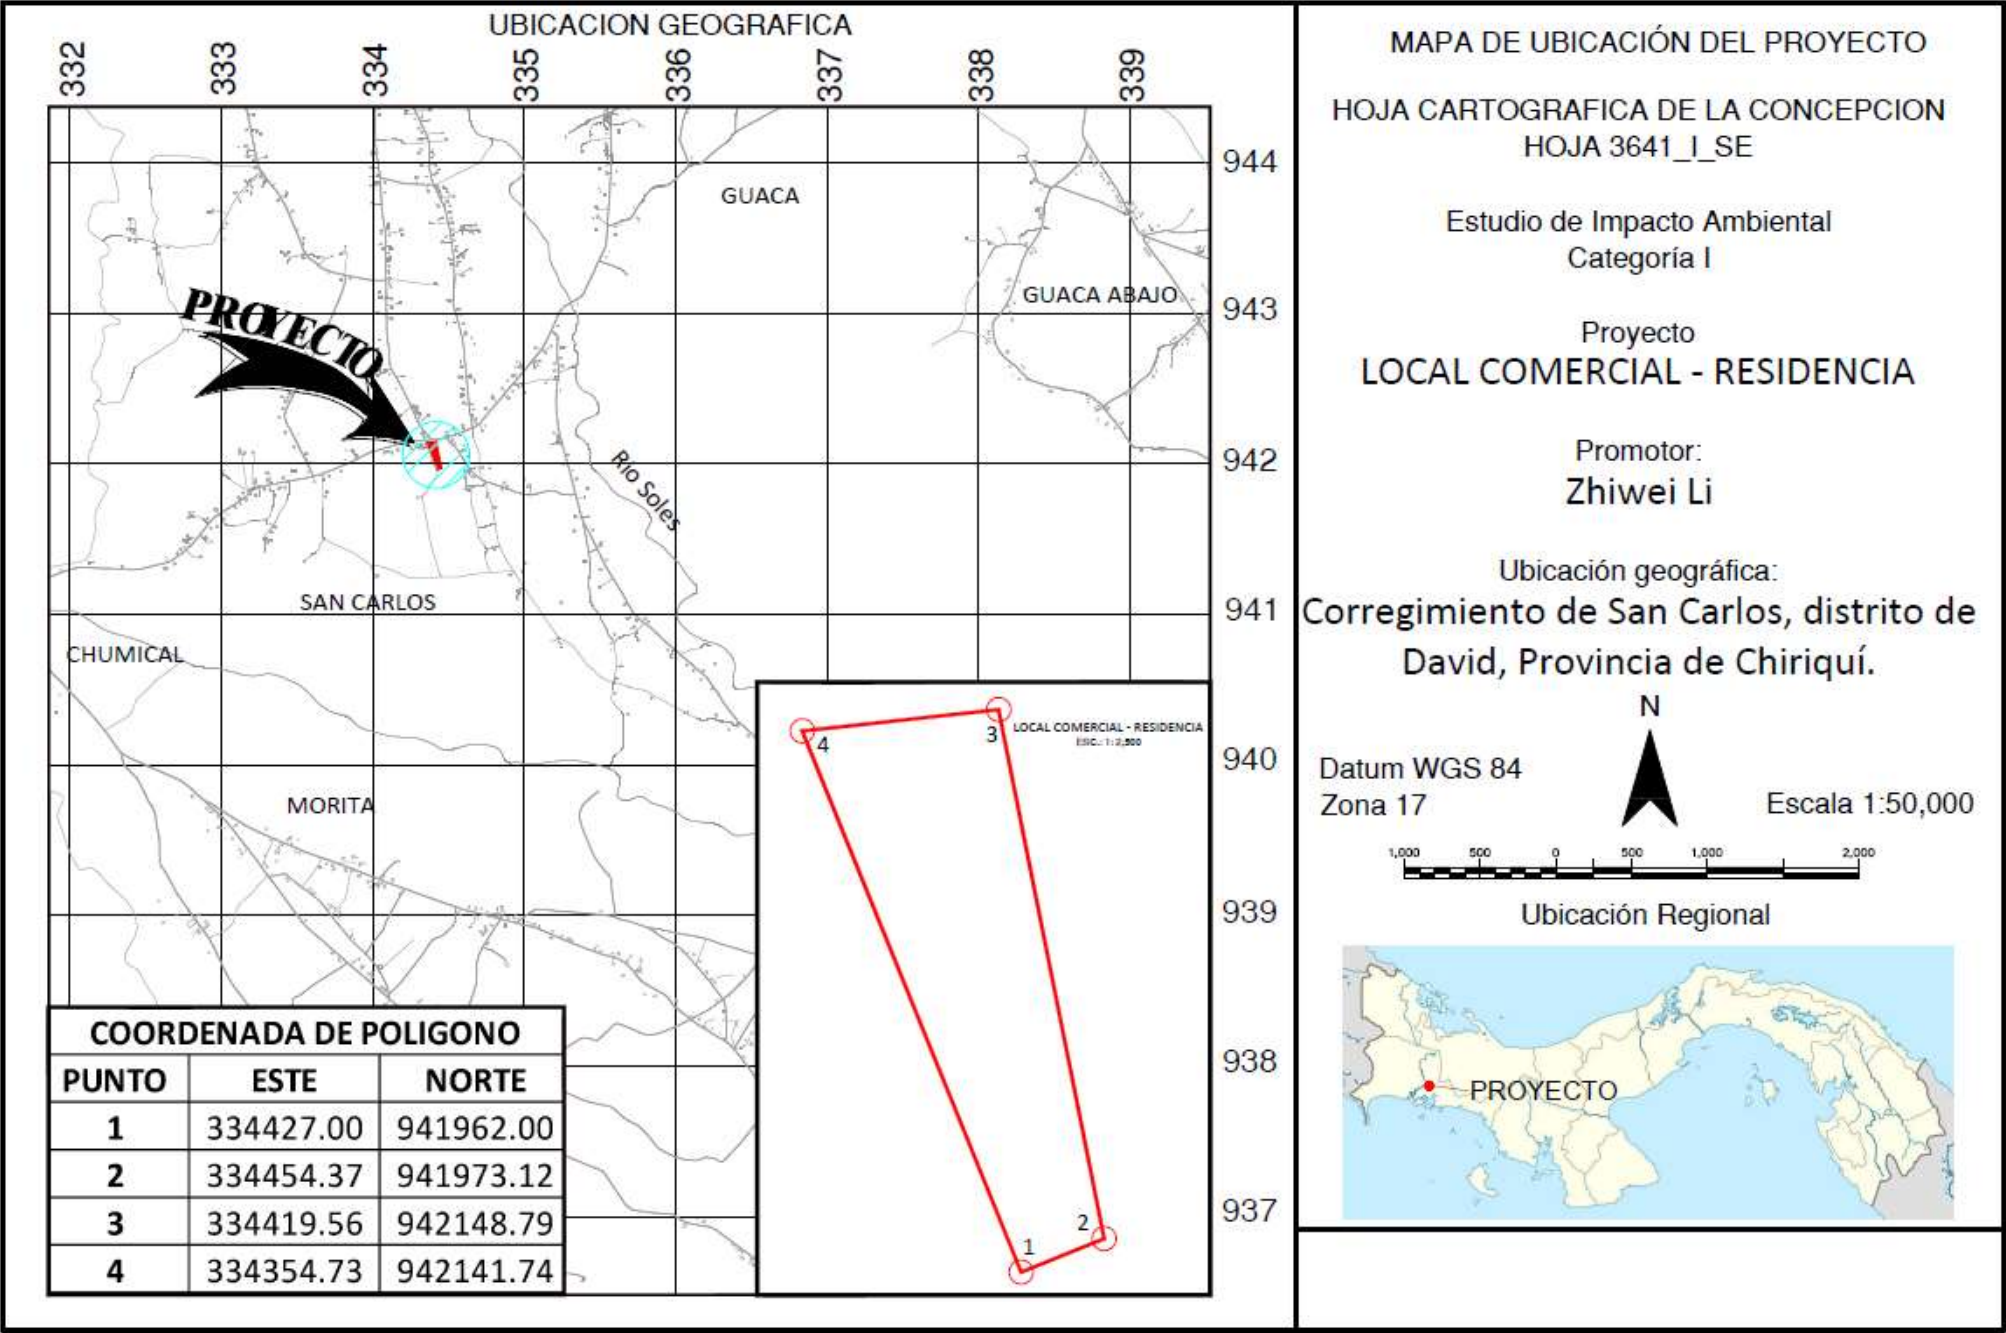 UBICACION GEOGRAFICA
332 333 334 335 336 337 338 339
944
943
942
941
940
939
938
937
GUACA
GUACA ABAJO
PROYECTO
Rio Soles
SAN CARLOS
CHUMICAL
MORITA
4
3
LOCAL COMERCIAL - RESIDENCIA
ESC.: 1:2,500
2
1
COORDENADA DE POLIGONO
PUNTO ESTE NORTE
1 334427.00 941962.00
2 334454.37 941973.12
3 334419.56 942148.79
4 334354.73 942141.74
MAPA DE UBICACIÓN DEL PROYECTO
HOJA CARTOGRAFICA DE LA CONCEPCION
HOJA 3641_I_SE
Estudio de Impacto Ambiental
Categoría I
Proyecto
LOCAL COMERCIAL - RESIDENCIA
Promotor:
Zhiwei Li
Ubicación geográfica:
Corregimiento de San Carlos, distrito de
David, Provincia de Chiriquí.
N
Datum WGS 84
Zona 17
Escala 1:50,000
1,000 500 0 500 1,000 2,000
Ubicación Regional
PROYECTO